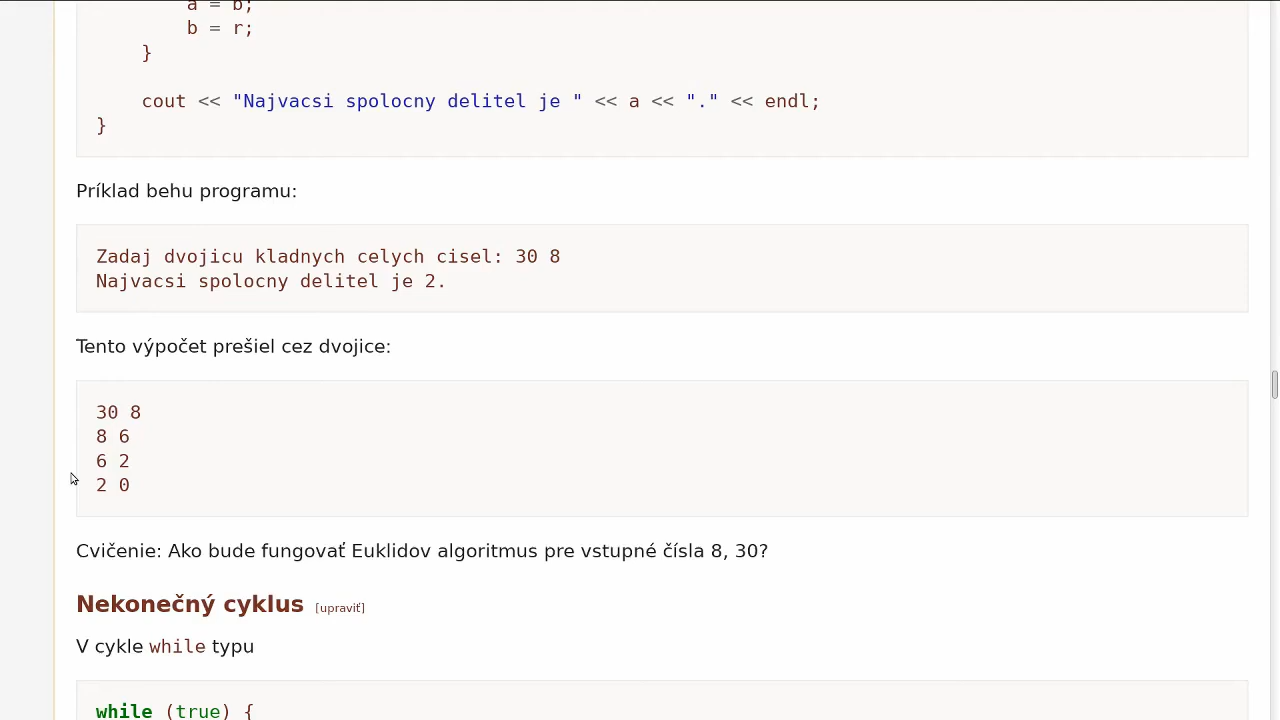 a = b;
b = r;
}
cout << "Najvacsi spolocny delitel je " << a << "." << endl;
}
Príklad behu programu:
Zadaj dvojicu kladnych celych cisel: 30 8
Najvacsi spolocny delitel je 2.
Tento výpočet prešiel cez dvojice:
30 8
8 6
6 2
2 0
Cvičenie: Ako bude fungovať Euklidov algoritmus pre vstupné čísla 8, 30?
Nekonečný cyklus [upraviť]
V cykle while typu
while (true) {